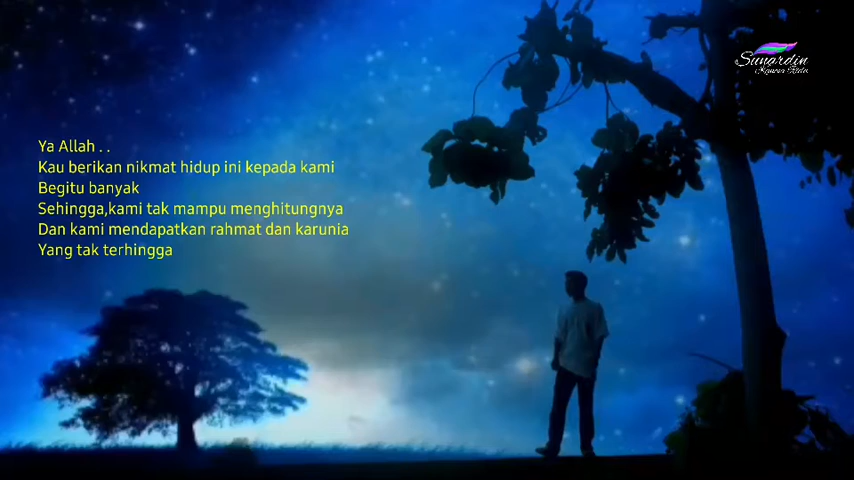 Ya Allah . .
Kau berikan nikmat hidup ini kepada kami
Begitu banyak
Sehingga,kami tak mampu menghitungnya
Dan kami mendapatkan rahmat dan karunia
Yang tak terhingga
Sunardin